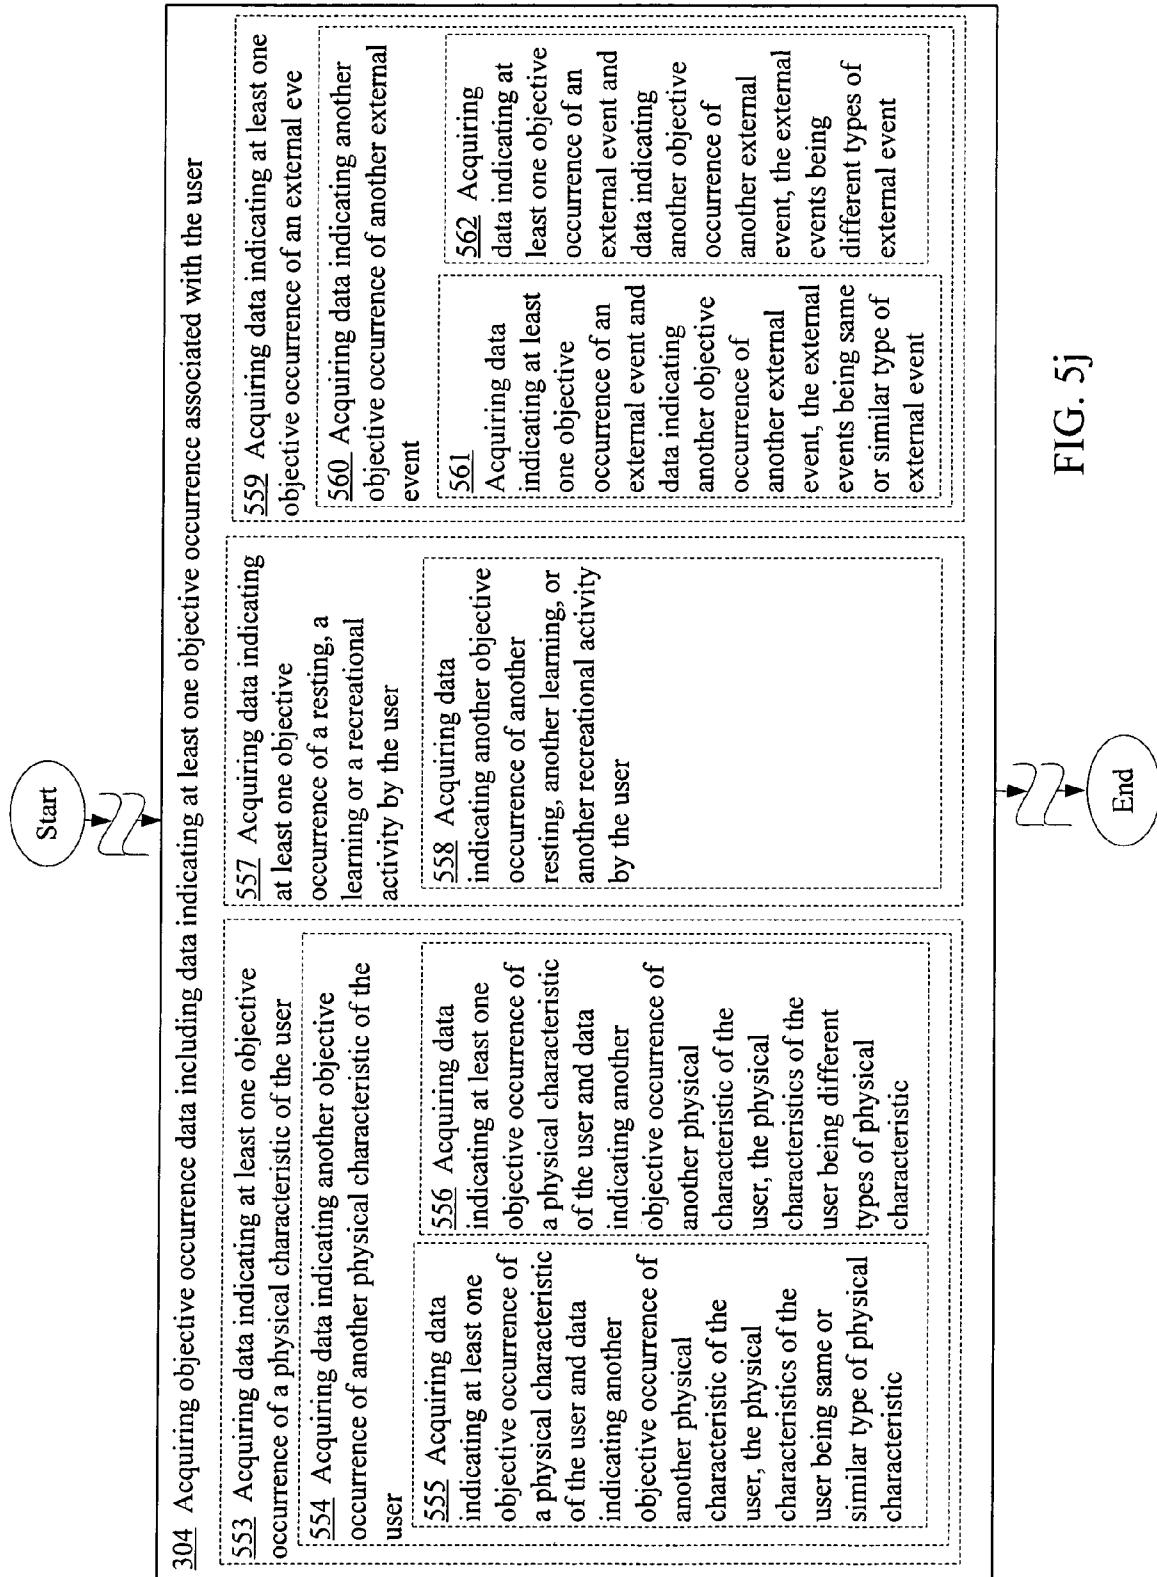 Start
304 Acquiring objective occurrence data including data indicating at least one objective occurrence associated with the user
553 Acquiring data indicating at least one objective
occurrence of a physical characteristic of the user
554 Acquiring data indicating another objective
occurrence of another physical characteristic of the
user
555 Acquiring data
indicating at least one
objective occurrence of
a physical characteristic
of the user and data
indicating another
objective occurrence of
another physical
characteristic of the
user, the physical
characteristics of the
user being same or
similar type of physical
characteristic
556 Acquiring data
indicating at least one
objective occurrence of
a physical characteristic
of the user and data
indicating another
objective occurrence of
another physical
characteristic of the
user, the physical
characteristics of the
user being different
types of physical
characteristic
557 Acquiring data indicating
at least one objective
occurrence of a resting, a
learning or a recreational
activity by the user
558 Acquiring data
indicating another objective
occurrence of another
resting, another learning, or
another recreational activity
by the user
559 Acquiring data indicating at least one
objective occurrence of an external eve
560 Acquiring data indicating another
objective occurrence of another external
event
561
Acquiring data
indicating at least
one objective
occurrence of an
external event and
data indicating
another objective
occurrence of
another external
event, the external
events being same
or similar type of
external event
562 Acquiring
data indicating at
least one objective
occurrence of an
external event and
data indicating
another objective
occurrence of
another external
event, the external
events being
different types of
external event
End
FIG. 5j